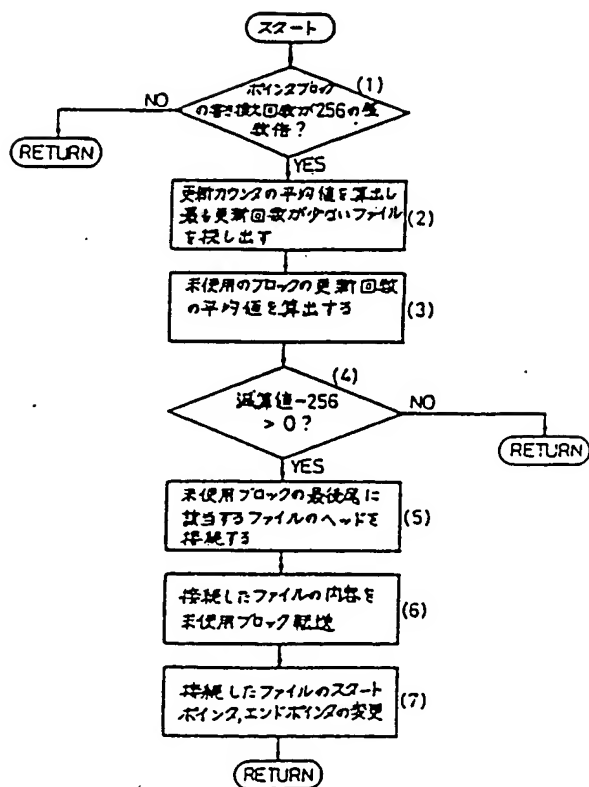 スタート
(1)
ポインタブロック
の書き換え回数が256の整
数倍?
NO
RETURN
YES
更新カウンタの平均値を算出し
最も更新回数が少ないファイル
を探し出す
(2)
未使用のブロックの更新回数
の平均値を算出する
(3)
(4)
減算値-256
>0?
NO
RETURN
YES
未使用ブロックの最後尾に
該当するファイルのヘッドを
接続する
(5)
接続したファイルの内容を
未使用ブロック転送
(6)
接続したファイルのスタート
ポインタ,エンドポインタの変更
(7)
RETURN